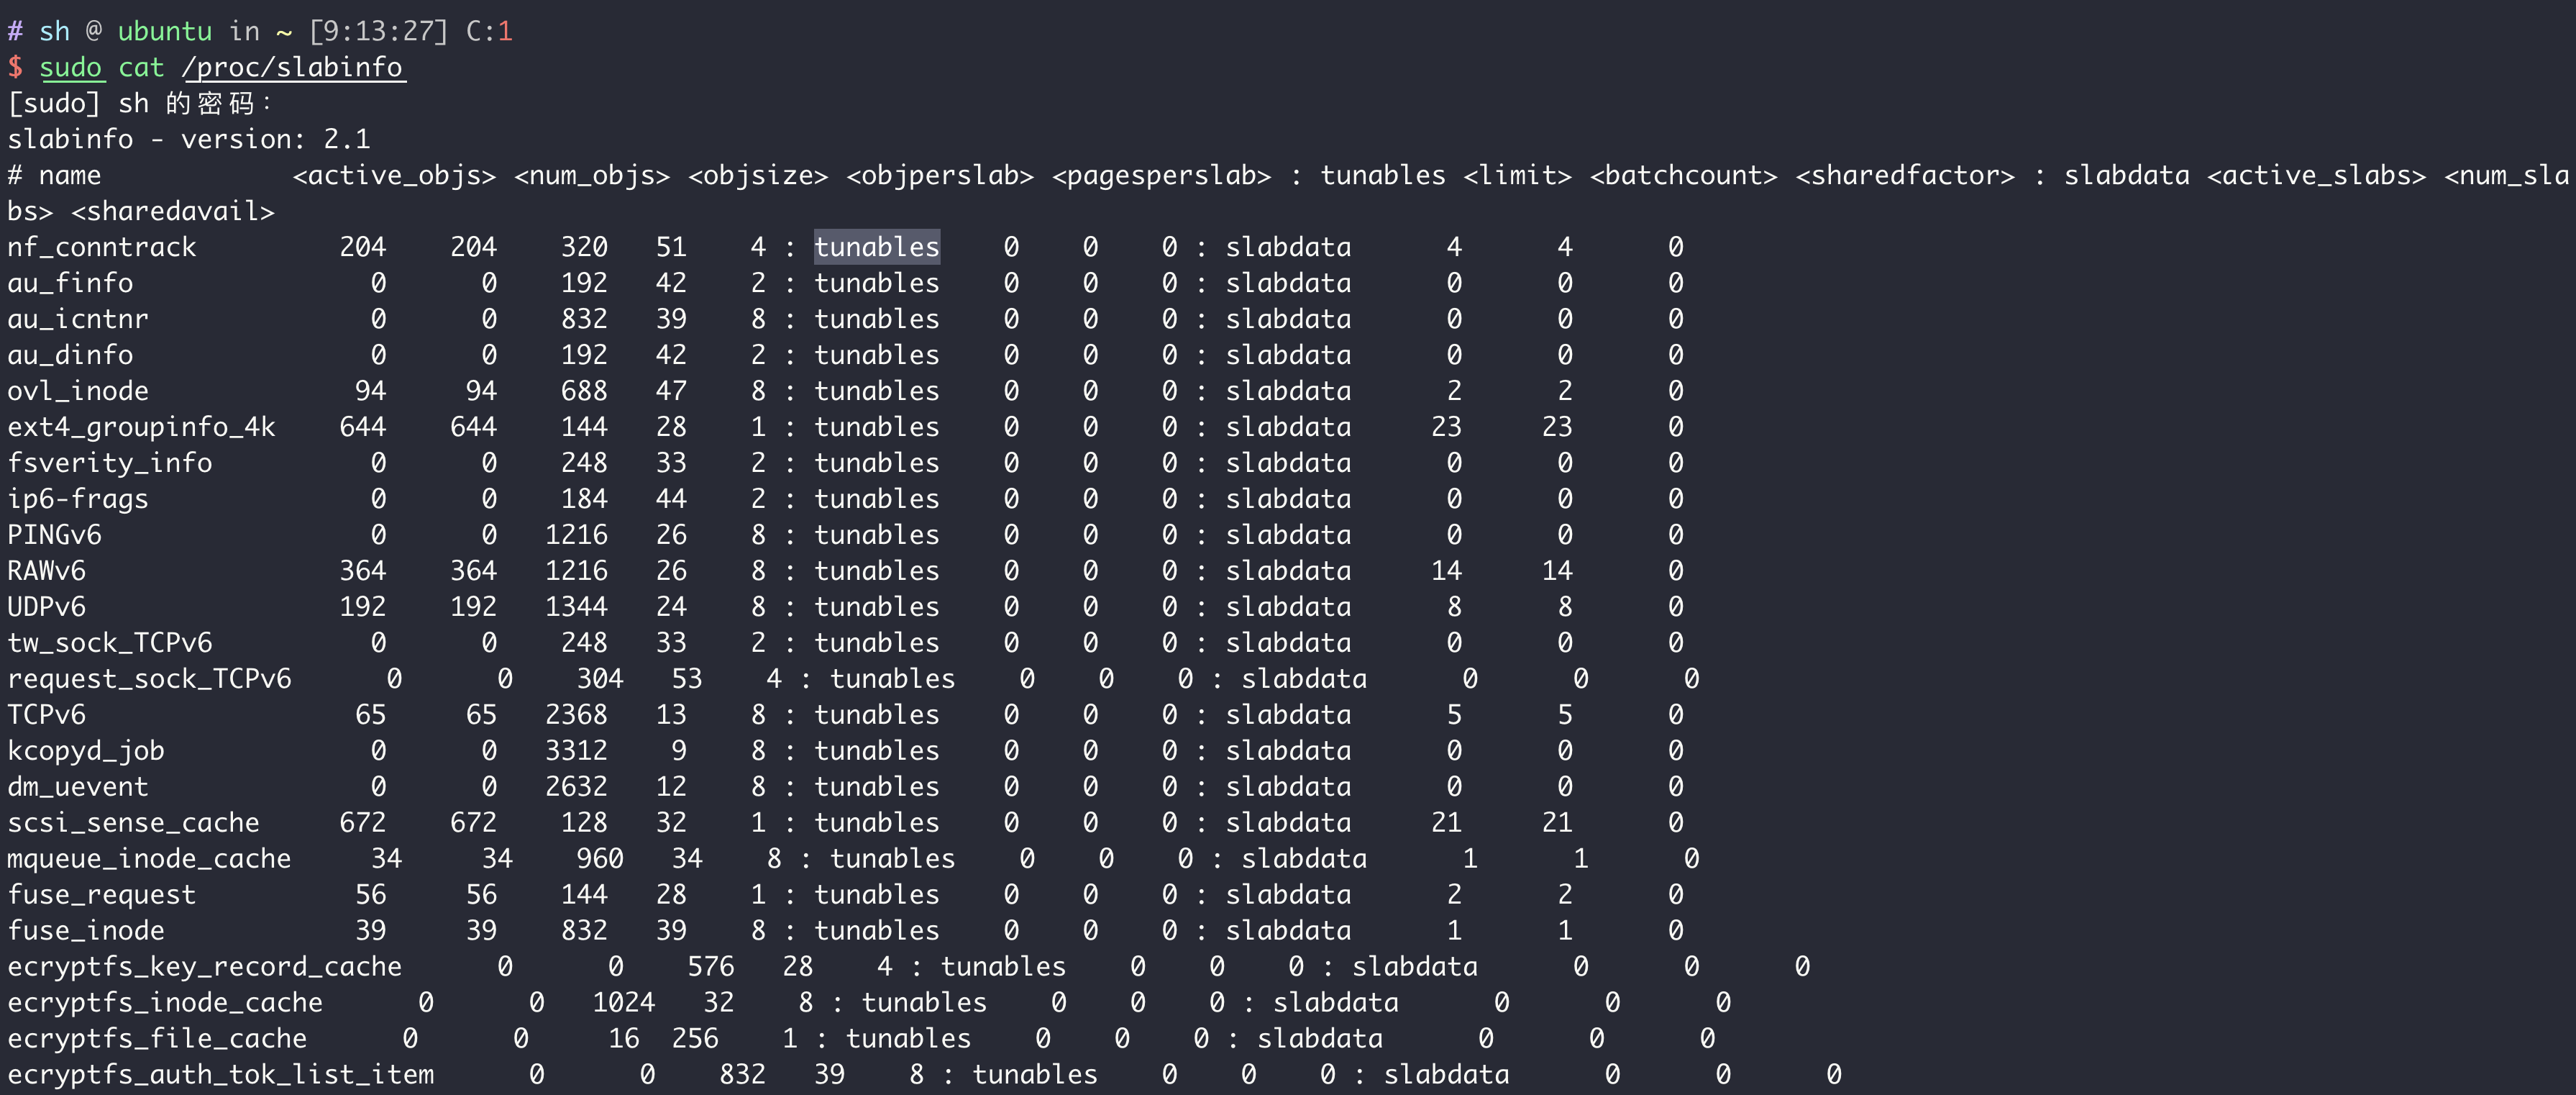 # sh @ ubuntu in ~ [9:13:27] C:1
$ sudo cat /proc/slabinfo
[sudo] sh 的密码：
slabinfo - version: 2.1
# name            <active_objs> <num_objs> <objsize> <objperslab> <pagesperslab> : tunables <limit> <batchcount> <sharedfactor> : slabdata <active_slabs> <num_sla
bs> <sharedavail>
nf_conntrack         204    204    320   51    4 : tunables    0    0    0 : slabdata      4      4      0
au_finfo               0      0    192   42    2 : tunables    0    0    0 : slabdata      0      0      0
au_icntnr              0      0    832   39    8 : tunables    0    0    0 : slabdata      0      0      0
au_dinfo               0      0    192   42    2 : tunables    0    0    0 : slabdata      0      0      0
ovl_inode             94     94    688   47    8 : tunables    0    0    0 : slabdata      2      2      0
ext4_groupinfo_4k    644    644    144   28    1 : tunables    0    0    0 : slabdata     23     23      0
fsverity_info          0      0    248   33    2 : tunables    0    0    0 : slabdata      0      0      0
ip6-frags              0      0    184   44    2 : tunables    0    0    0 : slabdata      0      0      0
PINGv6                 0      0   1216   26    8 : tunables    0    0    0 : slabdata      0      0      0
RAWv6                364    364   1216   26    8 : tunables    0    0    0 : slabdata     14     14      0
UDPv6                192    192   1344   24    8 : tunables    0    0    0 : slabdata      8      8      0
tw_sock_TCPv6          0      0    248   33    2 : tunables    0    0    0 : slabdata      0      0      0
request_sock_TCPv6      0      0    304   53    4 : tunables    0    0    0 : slabdata      0      0      0
TCPv6                 65     65   2368   13    8 : tunables    0    0    0 : slabdata      5      5      0
kcopyd_job             0      0   3312    9    8 : tunables    0    0    0 : slabdata      0      0      0
dm_uevent              0      0   2632   12    8 : tunables    0    0    0 : slabdata      0      0      0
scsi_sense_cache     672    672    128   32    1 : tunables    0    0    0 : slabdata     21     21      0
mqueue_inode_cache     34     34    960   34    8 : tunables    0    0    0 : slabdata      1      1      0
fuse_request          56     56    144   28    1 : tunables    0    0    0 : slabdata      2      2      0
fuse_inode            39     39    832   39    8 : tunables    0    0    0 : slabdata      1      1      0
ecryptfs_key_record_cache      0      0    576   28    4 : tunables    0    0    0 : slabdata      0      0      0
ecryptfs_inode_cache      0      0   1024   32    8 : tunables    0    0    0 : slabdata      0      0      0
ecryptfs_file_cache      0      0     16  256    1 : tunables    0    0    0 : slabdata      0      0      0
ecryptfs_auth_tok_list_item      0      0    832   39    8 : tunables    0    0    0 : slabdata      0      0      0